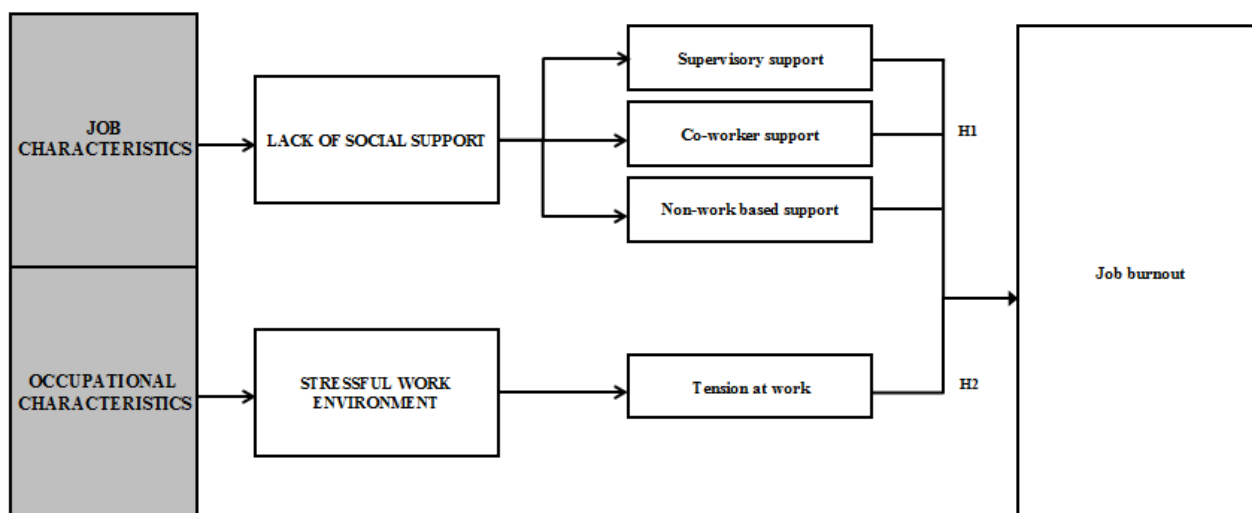 JOB
CHARACTERISTICS
LACK OF SOCIAL SUPPORT
Supervisory support
Co-worker support
Non-work based support
H1
Job burnout
OCCUPATIONAL
CHARACTERISTICS
STRESSFUL WORK
ENVIRONMENT
Tension at work
H2